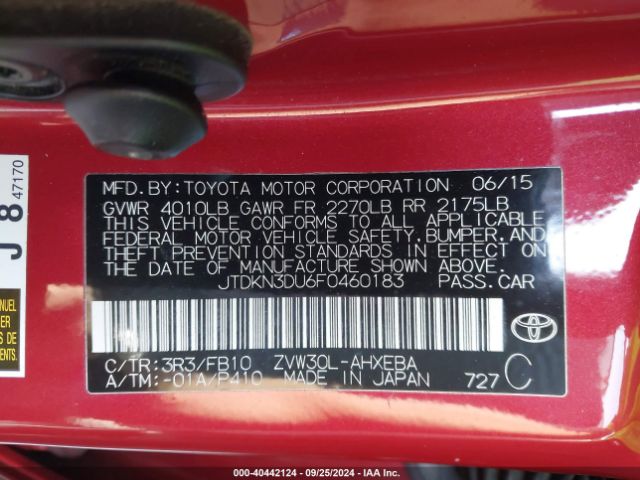 MFD. BY: TOYOTA MOTOR CORPORATION 06/15
GVWR 4010LB GAWR FR 2270LB RR 2175LB
THIS VEHICLE CONFORMS TO ALL APPLICABLE
FEDERAL MOTOR VEHICLE SAFETY, BUMPER, AND
THEFT PREVENTION STANDARDS IN EFFECT ON
THE DATE OF MANUFACTURE SHOWN ABOVE.
JTDKN3DU6F0460183 PASS. CAR
C/TR: 3R3/FB10 ZVW30L-AHXEBA
A/TM: -01A/P410 MADE IN JAPAN 727 C
J 8 47170
NUEL
000-40442124 - 09/25/2024 - IAA Inc.